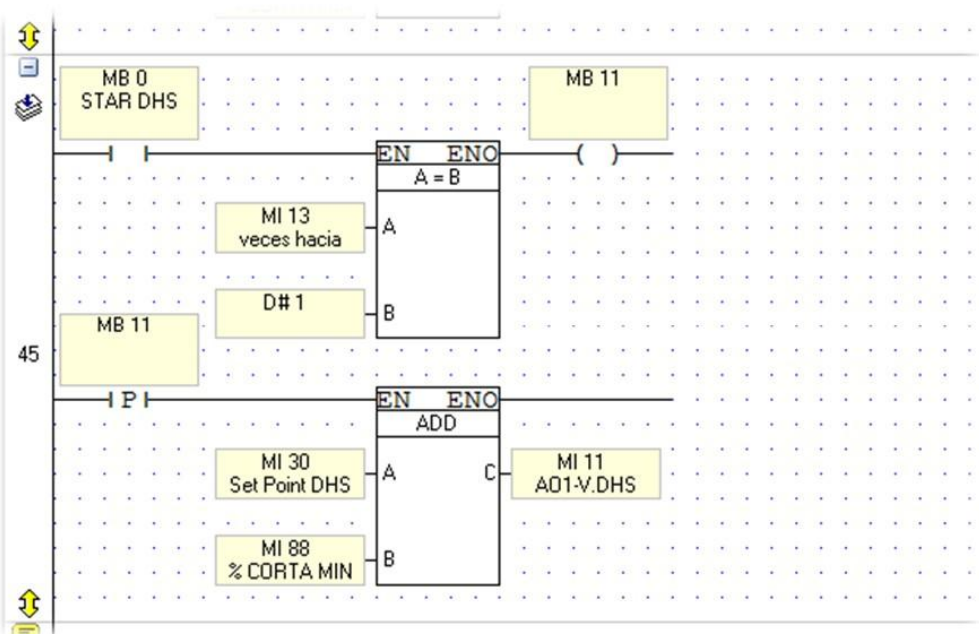 MB 0
STAR DHS
MB 11
EN ENO
A = B
MI 13
veces hacia
A
D# 1
B
MB 11
45
P
EN ENO
ADD
MI 30
Set Point DHS
A
C
MI 11
A01-V.DHS
MI 88
% CORTA MIN
B